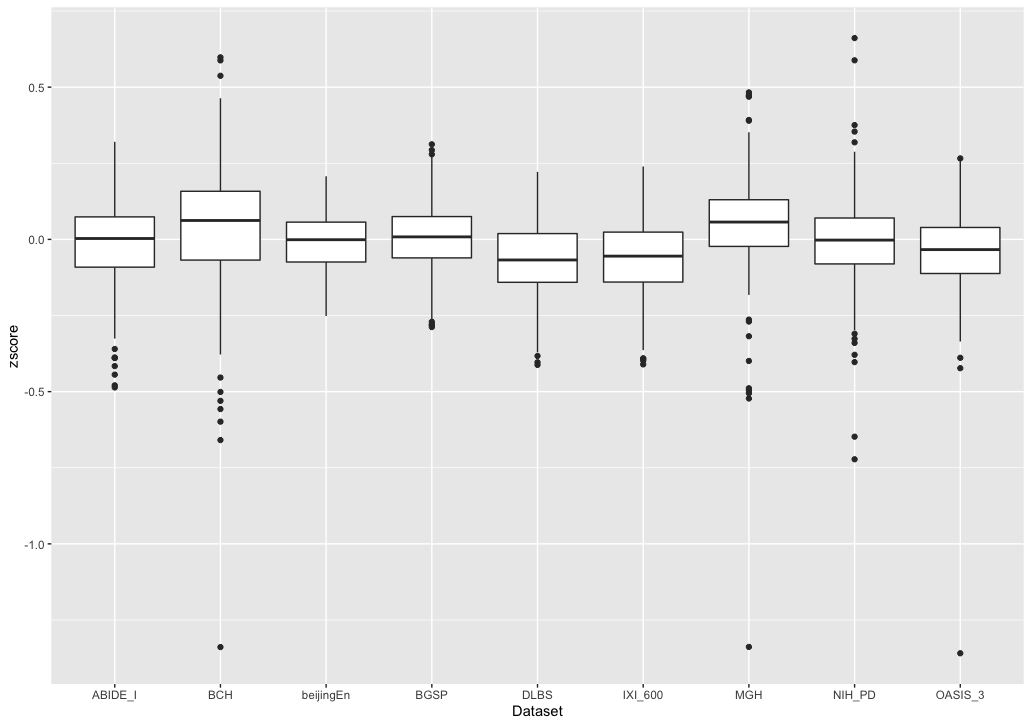 0.5
0.0
-0.5
-1.0
zscore
ABIDE_I BCH beijingEn BGSP DLBS IXI_600 MGH NIH_PD OASIS_3
Dataset